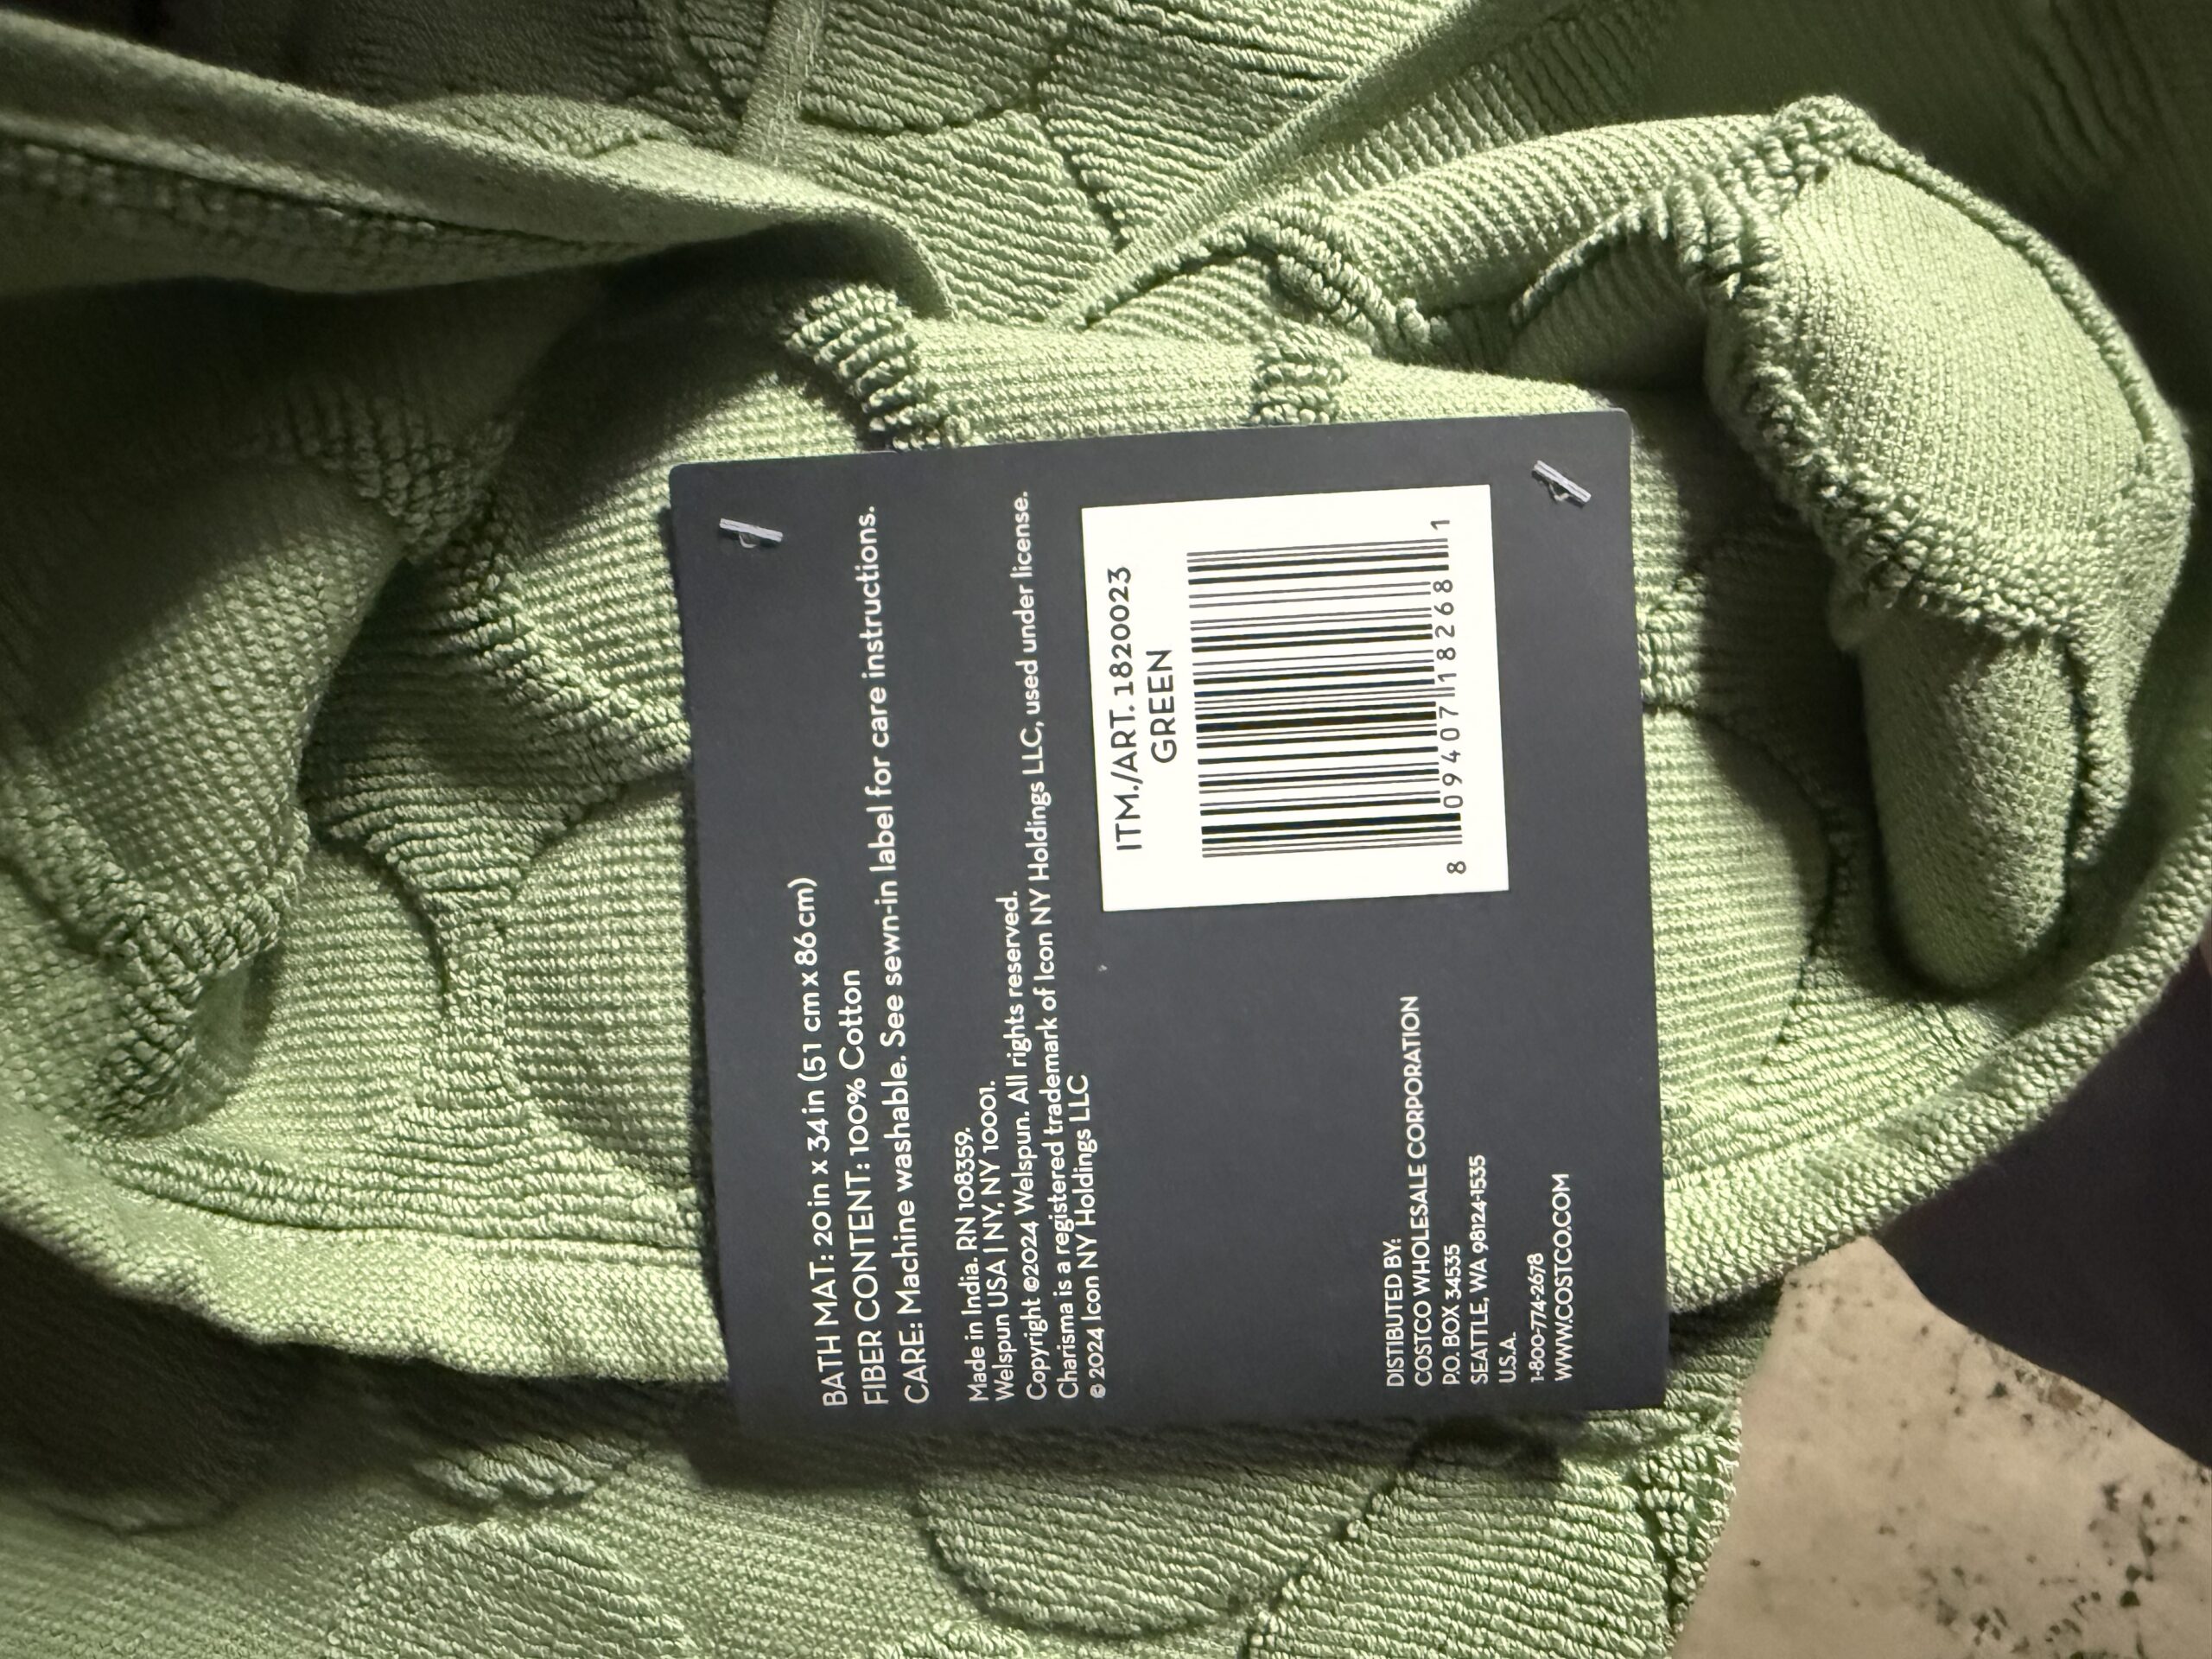 BATH MAT: 20 in x 34 in (51 cm x 86 cm)
FIBER CONTENT: 100% Cotton
CARE: Machine washable. See sewn-in label for care instructions.
Made in India. RN 108359.
Welspun USA | NY, NY 10001.
Copyright ©2024 Welspun. All rights reserved.
Charisma is a registered trademark of Icon NY Holdings LLC, used under license.
© 2024 Icon NY Holdings LLC
ITM./ART. 1820023
GREEN
8 09407 18268 1
DISTIBUTED BY:
COSTCO WHOLESALE CORPORATION
P.O. BOX 34535
SEATTLE, WA 98124-1535
U.S.A.
1-800-774-2678
WWW.COSTCO.COM